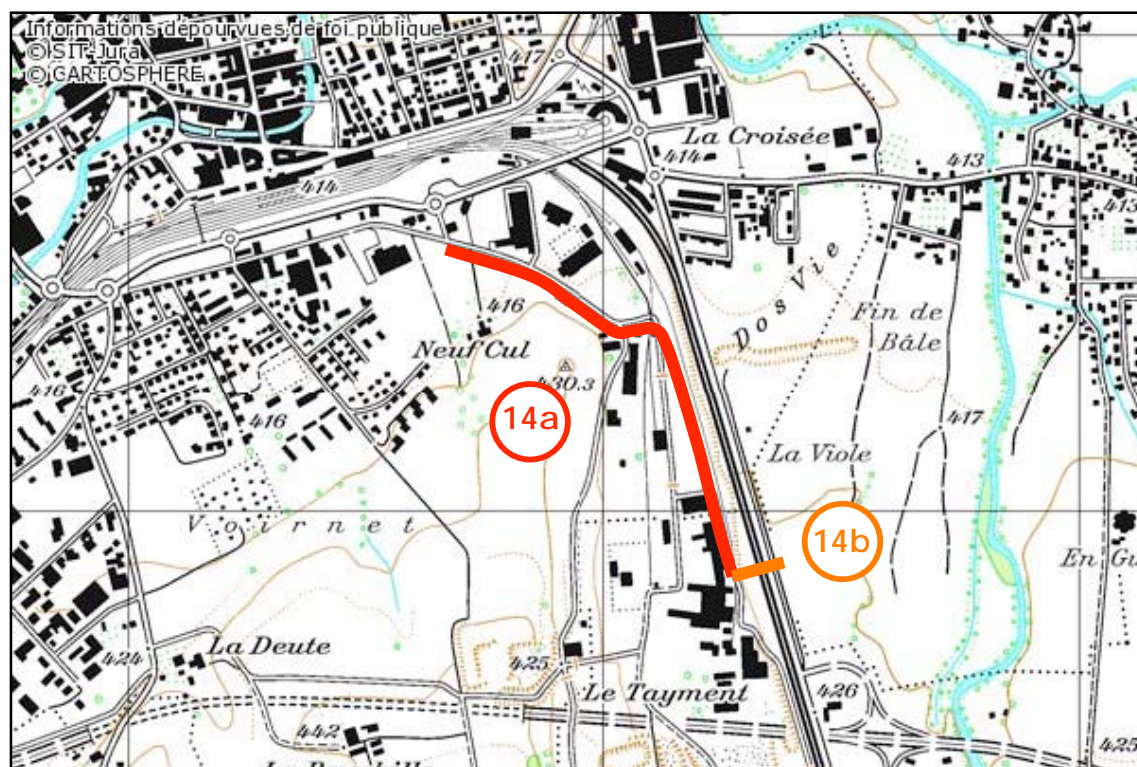 Informations dépourvues de foi publique
© SIT-Jura
© CARTOSPHERE
414
La Croisée
414
413
413
416
Neuf Cul
430.3
Dos Vie
Fin de
Bâle
416
416
14a
417
La Viole
Voirnet
14b
En Gu
La Deute
424
425
Le Tayment
426
442
425